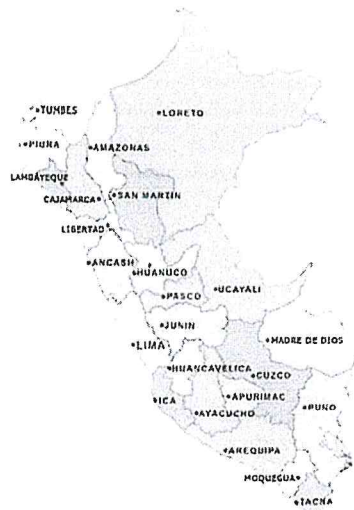 TUMBES
LORETO
PIURA
AMAZONAS
LAMBAYEQUE
CAJAMARCA
SAN MARTIN
LIBERTAD
ANCASH
HUANUCO
UCAYALI
PASCO
JUNIN
LIMA
MADRE DE DIOS
HUANCAVELICA
CUZCO
ICA
APURIMAC
AYACUCHO
PUNO
AREQUIPA
MOQUEGUA
TACNA